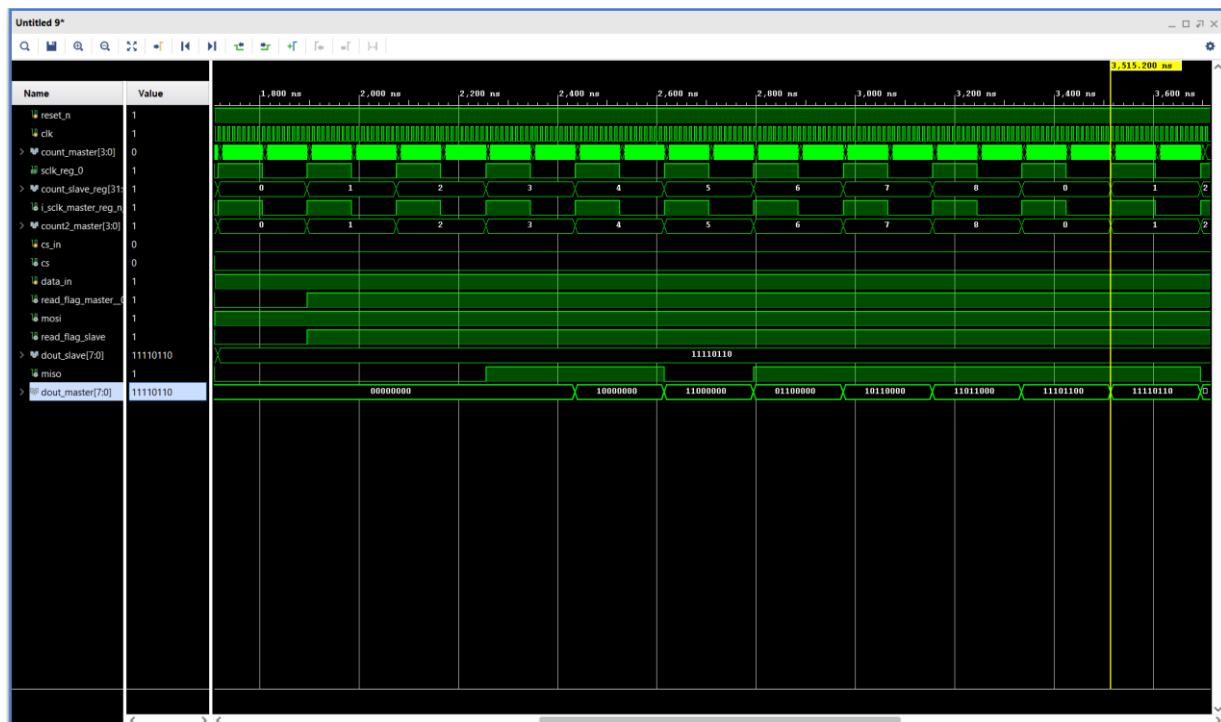 Untitled 9*
3,515.200 ns
Name Value
1,800 ns 2,000 ns 2,200 ns 2,400 ns 2,600 ns 2,800 ns 3,000 ns 3,200 ns 3,400 ns 3,600 ns
reset_n 1
clk 1
count_master[3:0] 0
sclk_reg_0 1
count_slave_reg[31: 1 0 1 2 3 4 5 6 7 8 0 1 2
i_sclk_master_reg_n 1
count2_master[3:0] 1 0 1 2 3 4 5 6 7 8 0 1 2
cs_in 0
cs 0
data_in 1
read_flag_master__0 1
mosi 1
read_flag_slave 1
dout_slave[7:0] 11110110 11110110
miso 1
dout_master[7:0] 11110110 00000000 10000000 11000000 01100000 10110000 11011000 11101100 11110110